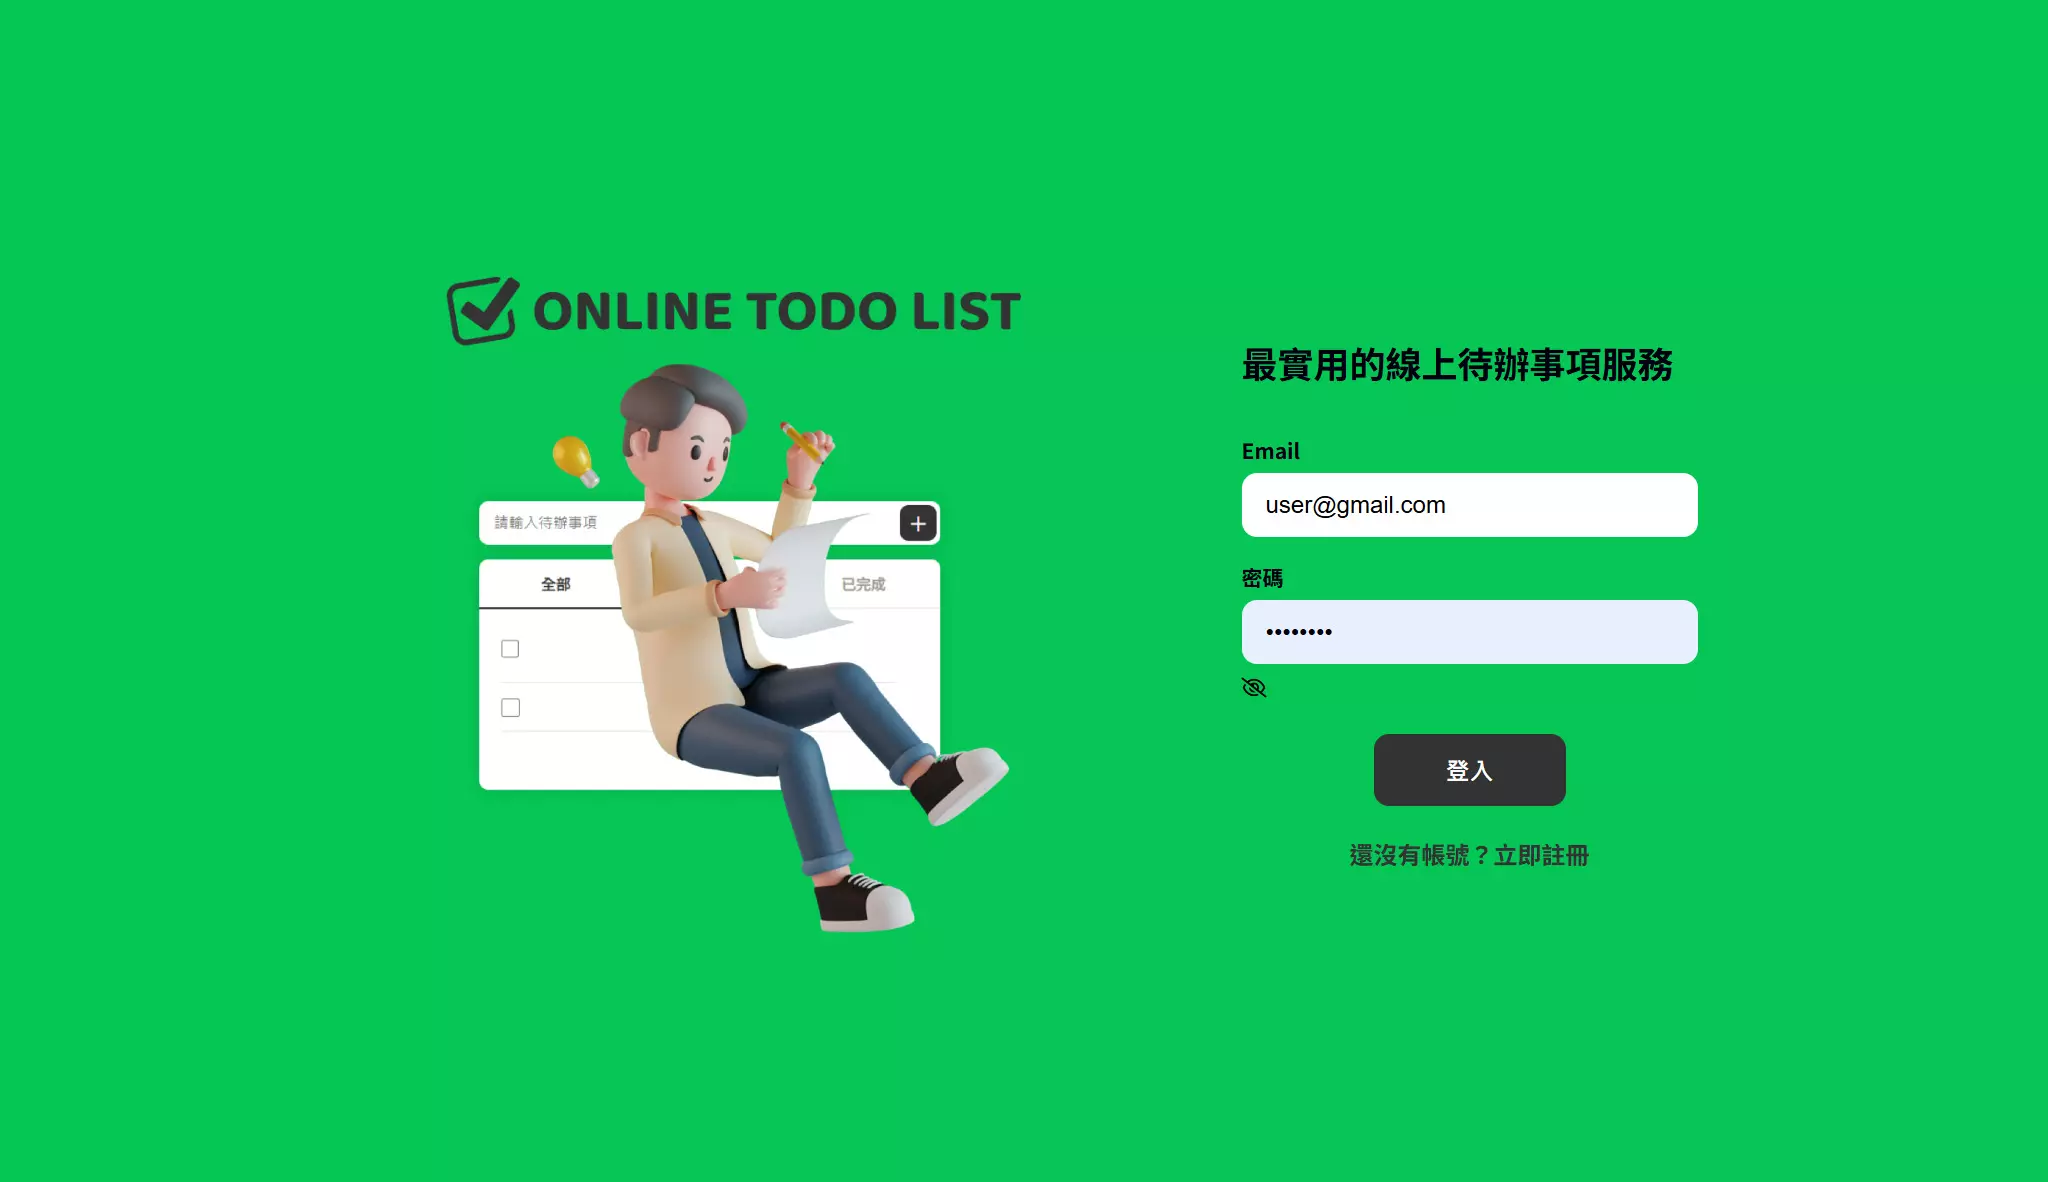 ONLINE TODO LIST
請輸入待辦事項
全部
已完成
最實用的線上待辦事項服務
Email
user@gmail.com
密碼
••••••••
登入
還沒有帳號？立即註冊